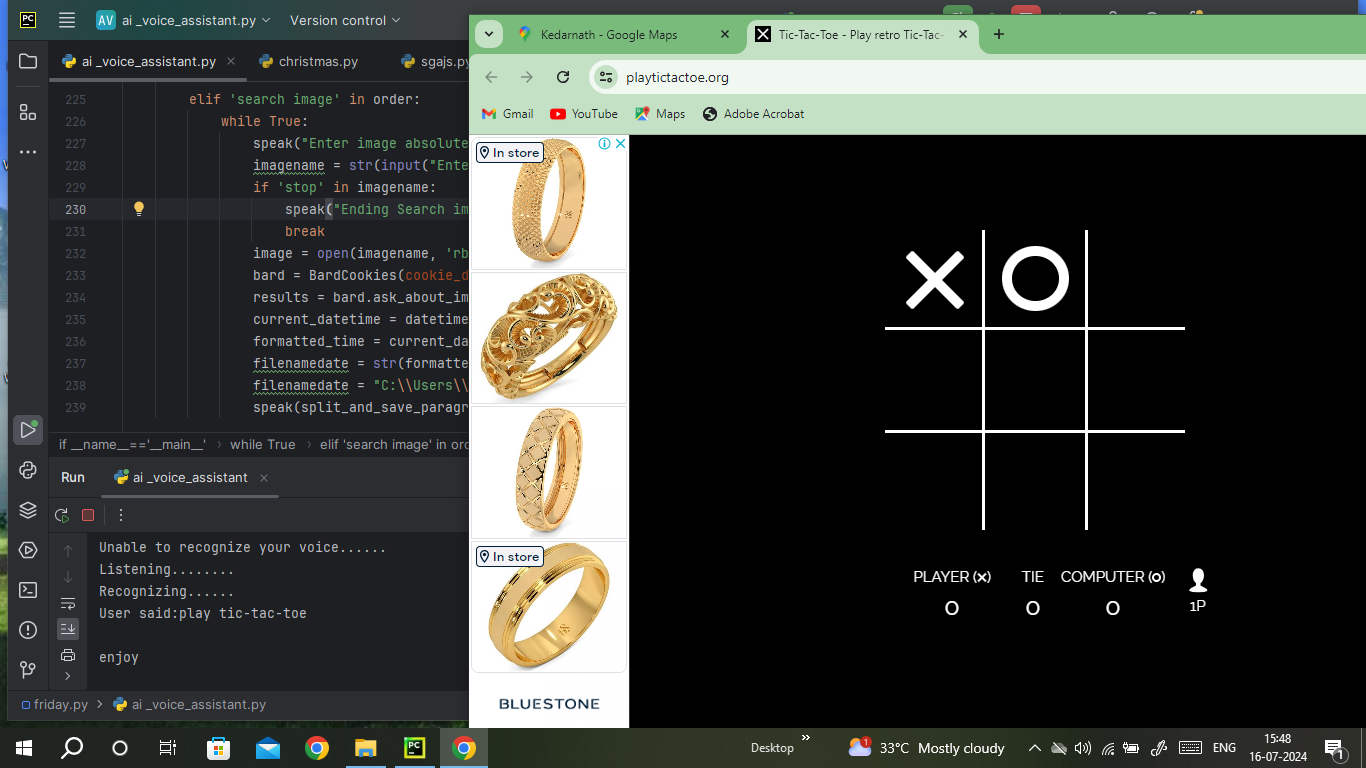 PC
AV ai _voice_assistant.py
Version control
ai _voice_assistant.py
christmas.py
sgajs.py
225 elif 'search image' in order:
226 while True:
227 speak("Enter image absolute
228 imagename = str(input("Ente
229 if 'stop' in imagename:
230 speak("Ending Search im
231 break
232 image = open(imagename, 'rb
233 bard = BardCookies(cookie_d
234 results = bard.ask_about_im
235 current_datetime = datetime
236 formatted_time = current_da
237 filenamedate = str(formatte
238 filenamedate = "C:\\Users\\
239 speak(split_and_save_paragr
if __name__=='__main__' > while True > elif 'search image' in ord
Run ai _voice_assistant
Unable to recognize your voice......
Listening........
Recognizing......
User said:play tic-tac-toe
enjoy
friday.py > ai _voice_assistant.py
Kedarnath - Google Maps
Tic-Tac-Toe - Play retro Tic-Tac-
playtictactoe.org
Gmail
YouTube
Maps
Adobe Acrobat
In store
In store
BLUESTONE
PLAYER (×) TIE COMPUTER (O)
0 0 0 1P
Desktop
1
33°C Mostly cloudy
ENG
15:48
16-07-2024
1